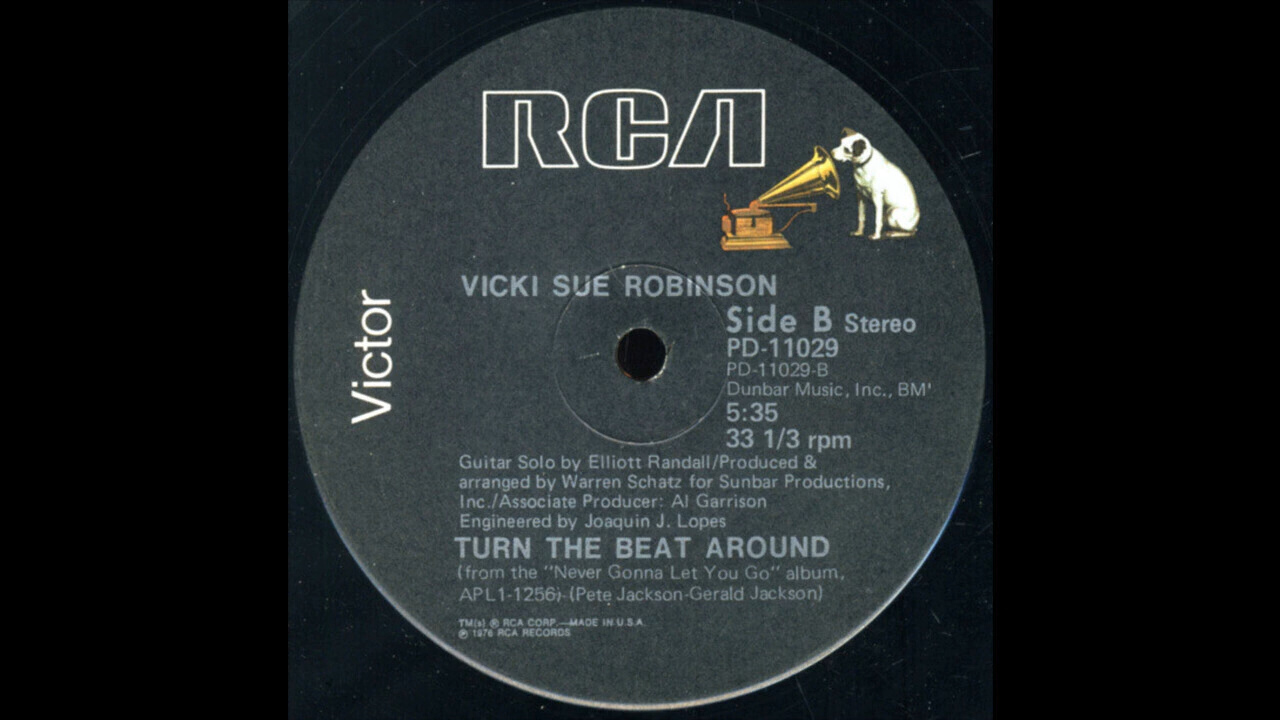 RCA
Victor
VICKI SUE ROBINSON
Side B Stereo
PD-11029
PD-11029-B
Dunbar Music, Inc., BM'
5:35
33 1/3 rpm
Guitar Solo by Elliott Randall/Produced &
arranged by Warren Schatz for Sunbar Productions,
Inc./Associate Producer: Al Garrison
Engineered by Joaquin J. Lopes
TURN THE BEAT AROUND
(from the "Never Gonna Let You Go" album,
APL1-1256) (Pete Jackson-Gerald Jackson)
TM(s) ® RCA CORP.—MADE IN U.S.A.
℗ 1976 RCA RECORDS